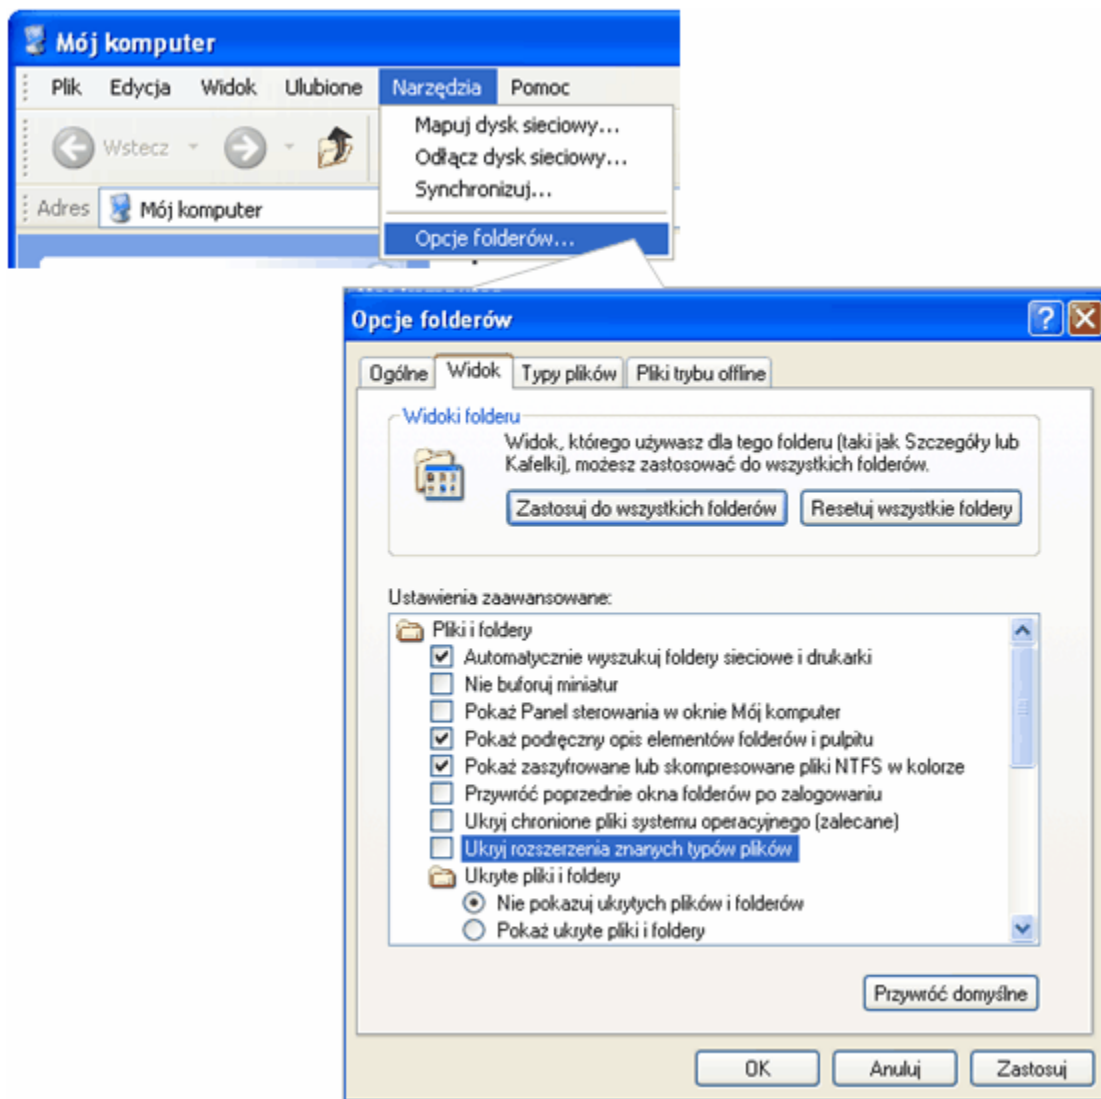 Mój komputer
Plik Edycja Widok Ulubione Narzędzia Pomoc
Wstecz
Mapuj dysk sieciowy...
Odłącz dysk sieciowy...
Synchronizuj...
Adres Mój komputer
Opcje folderów...
Opcje folderów
Ogólne Widok Typy plików Pliki trybu offline
Widoki folderu
Widok, którego używasz dla tego folderu (taki jak Szczegóły lub
Kafelki), możesz zastosować do wszystkich folderów.
Zastosuj do wszystkich folderów Resetuj wszystkie foldery
Ustawienia zaawansowane:
Pliki i foldery
Automatycznie wyszukuj foldery sieciowe i drukarki
Nie buforuj miniatur
Pokaż Panel sterowania w oknie Mój komputer
Pokaż podręczny opis elementów folderów i pulpitu
Pokaż zaszyfrowane lub skompresowane pliki NTFS w kolorze
Przywróć poprzednie okna folderów po zalogowaniu
Ukryj chronione pliki systemu operacyjnego (zalecane)
Ukryj rozszerzenia znanych typów plików
Ukryte pliki i foldery
Nie pokazuj ukrytych plików i folderów
Pokaż ukryte pliki i foldery
Przywróć domyślne
OK Anuluj Zastosuj